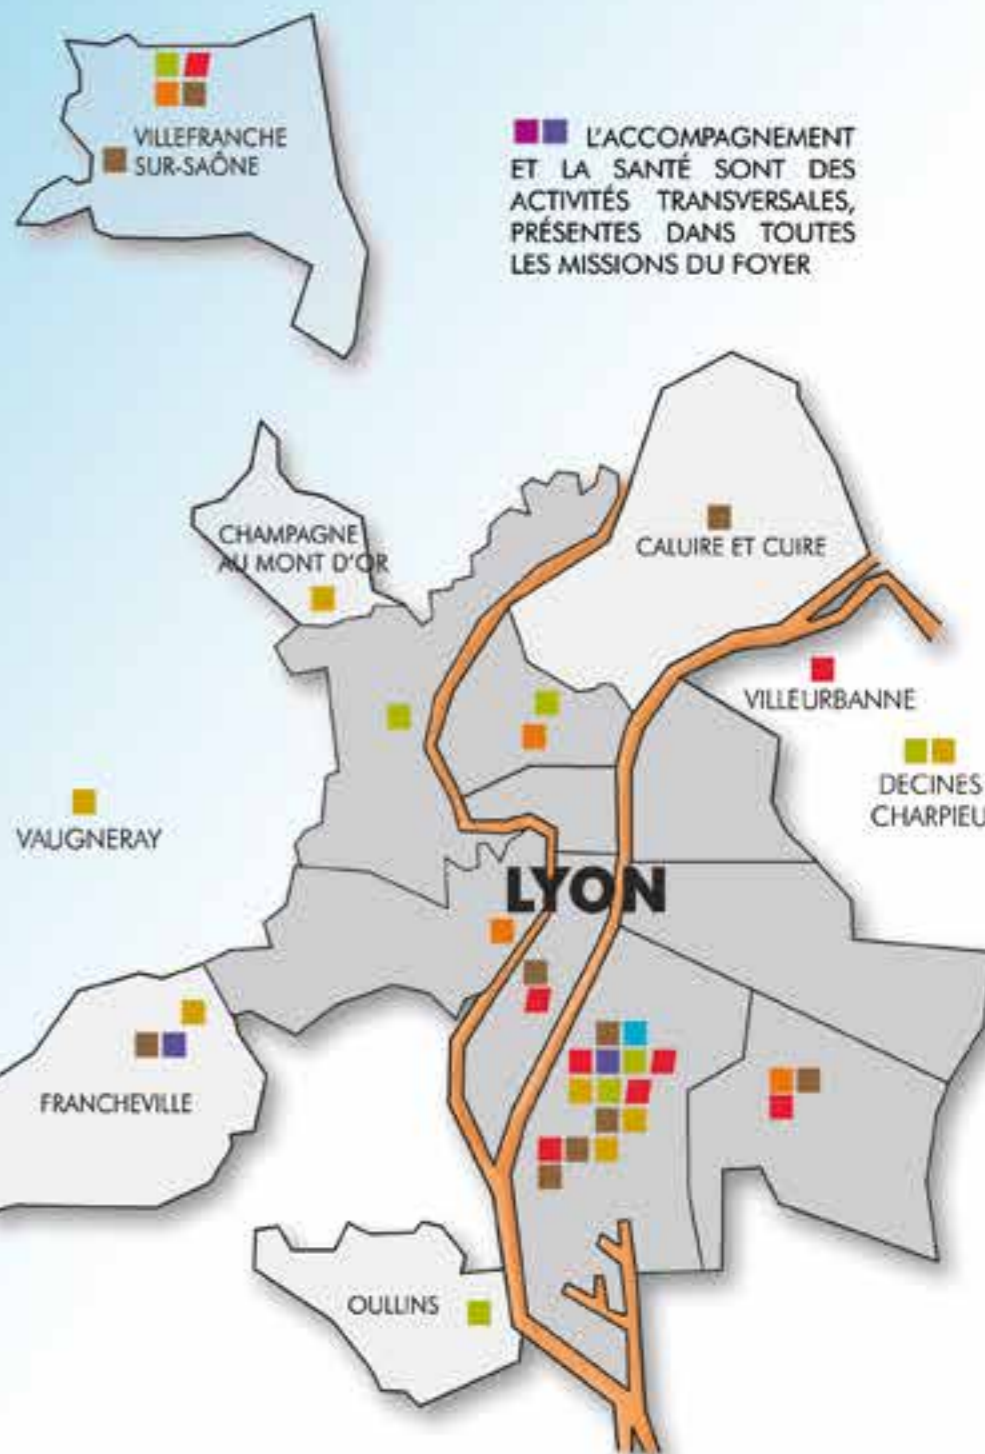 VILLEFRANCHE
SUR-SAÔNE
L'ACCOMPAGNEMENT
ET LA SANTÉ SONT DES
ACTIVITÉS TRANSVERSALES,
PRÉSENTES DANS TOUTES
LES MISSIONS DU FOYER
CHAMPAGNE
AU MONT D'OR
CALUIRE ET CUIRE
VILLEURBANNE
DECINES
CHARPIEU
VAUGNERAY
LYON
FRANCHEVILLE
OULLINS